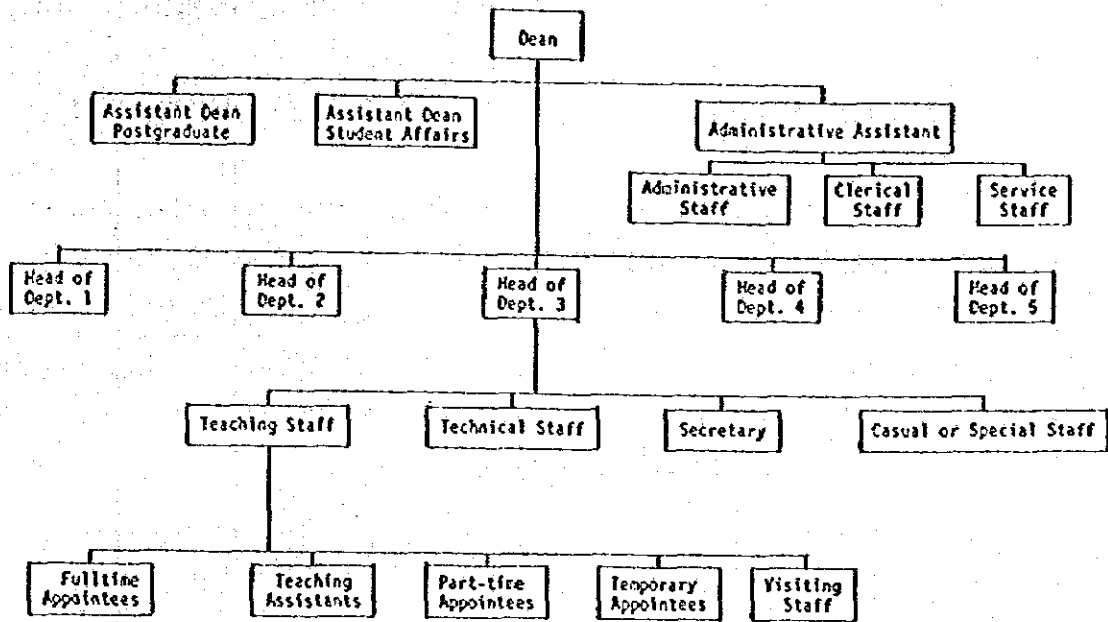 Dean
Assistant Dean
Postgraduate
Assistant Dean
Student Affairs
Administrative Assistant
Administrative
Staff
Clerical
Staff
Service
Staff
Head of
Dept. 1
Head of
Dept. 2
Head of
Dept. 3
Head of
Dept. 4
Head of
Dept. 5
Teaching Staff
Technical Staff
Secretary
Casual or Special Staff
Fulltime
Appointees
Teaching
Assistants
Part-time
Appointees
Temporary
Appointees
Visiting
Staff